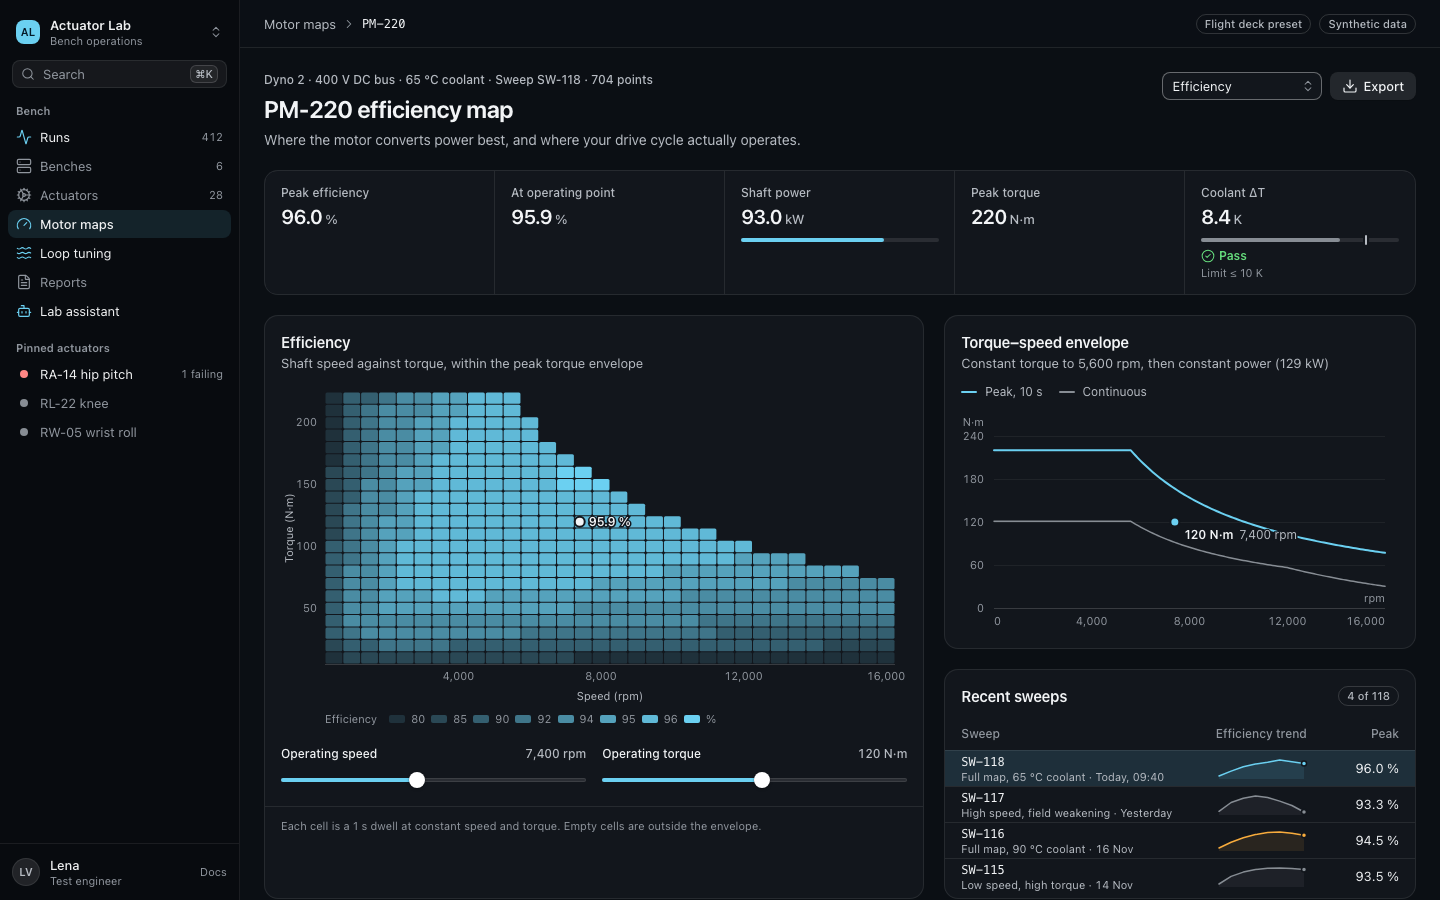 AL
Actuator Lab
Bench operations
Search
⌘K
Bench
Runs 412
Benches 6
Actuators 28
Motor maps
Loop tuning
Reports
Lab assistant
Pinned actuators
RA-14 hip pitch 1 failing
RL-22 knee
RW-05 wrist roll
LV
Lena
Test engineer
Docs
Motor maps > PM-220
Flight deck preset
Synthetic data
Dyno 2 · 400 V DC bus · 65 °C coolant · Sweep SW-118 · 704 points
PM-220 efficiency map
Where the motor converts power best, and where your drive cycle actually operates.
Efficiency
Export
Peak efficiency
96.0 %
At operating point
95.9 %
Shaft power
93.0 kW
Peak torque
220 N·m
Coolant ΔT
8.4 K
Pass
Limit ≤ 10 K
Efficiency
Shaft speed against torque, within the peak torque envelope
200
150
100
50
Torque (N·m)
95.9 %
4,000 8,000 12,000 16,000
Speed (rpm)
Efficiency 80 85 90 92 94 95 96 %
Operating speed 7,400 rpm
Operating torque 120 N·m
Each cell is a 1 s dwell at constant speed and torque. Empty cells are outside the envelope.
Torque–speed envelope
Constant torque to 5,600 rpm, then constant power (129 kW)
Peak, 10 s
Continuous
N·m
240
180
120
60
0
120 N·m 7,400 rpm
rpm
0 4,000 8,000 12,000 16,000
Recent sweeps
4 of 118
Sweep Efficiency trend Peak
SW-118
Full map, 65 °C coolant · Today, 09:40
96.0 %
SW-117
High speed, field weakening · Yesterday
93.3 %
SW-116
Full map, 90 °C coolant · 16 Nov
94.5 %
SW-115
Low speed, high torque · 14 Nov
93.5 %